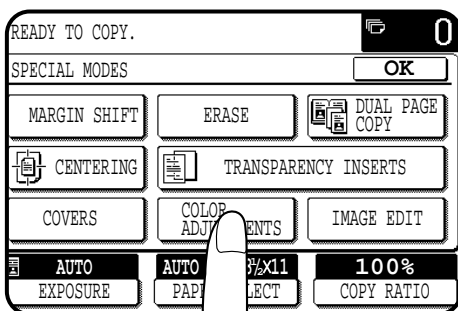 READY TO COPY.
0
SPECIAL MODES
OK
MARGIN SHIFT
ERASE
DUAL PAGE
COPY
CENTERING
TRANSPARENCY INSERTS
COVERS
COLOR
IMAGE EDIT
AUTO
AUTO
100%
EXPOSURE
COPY RATIO